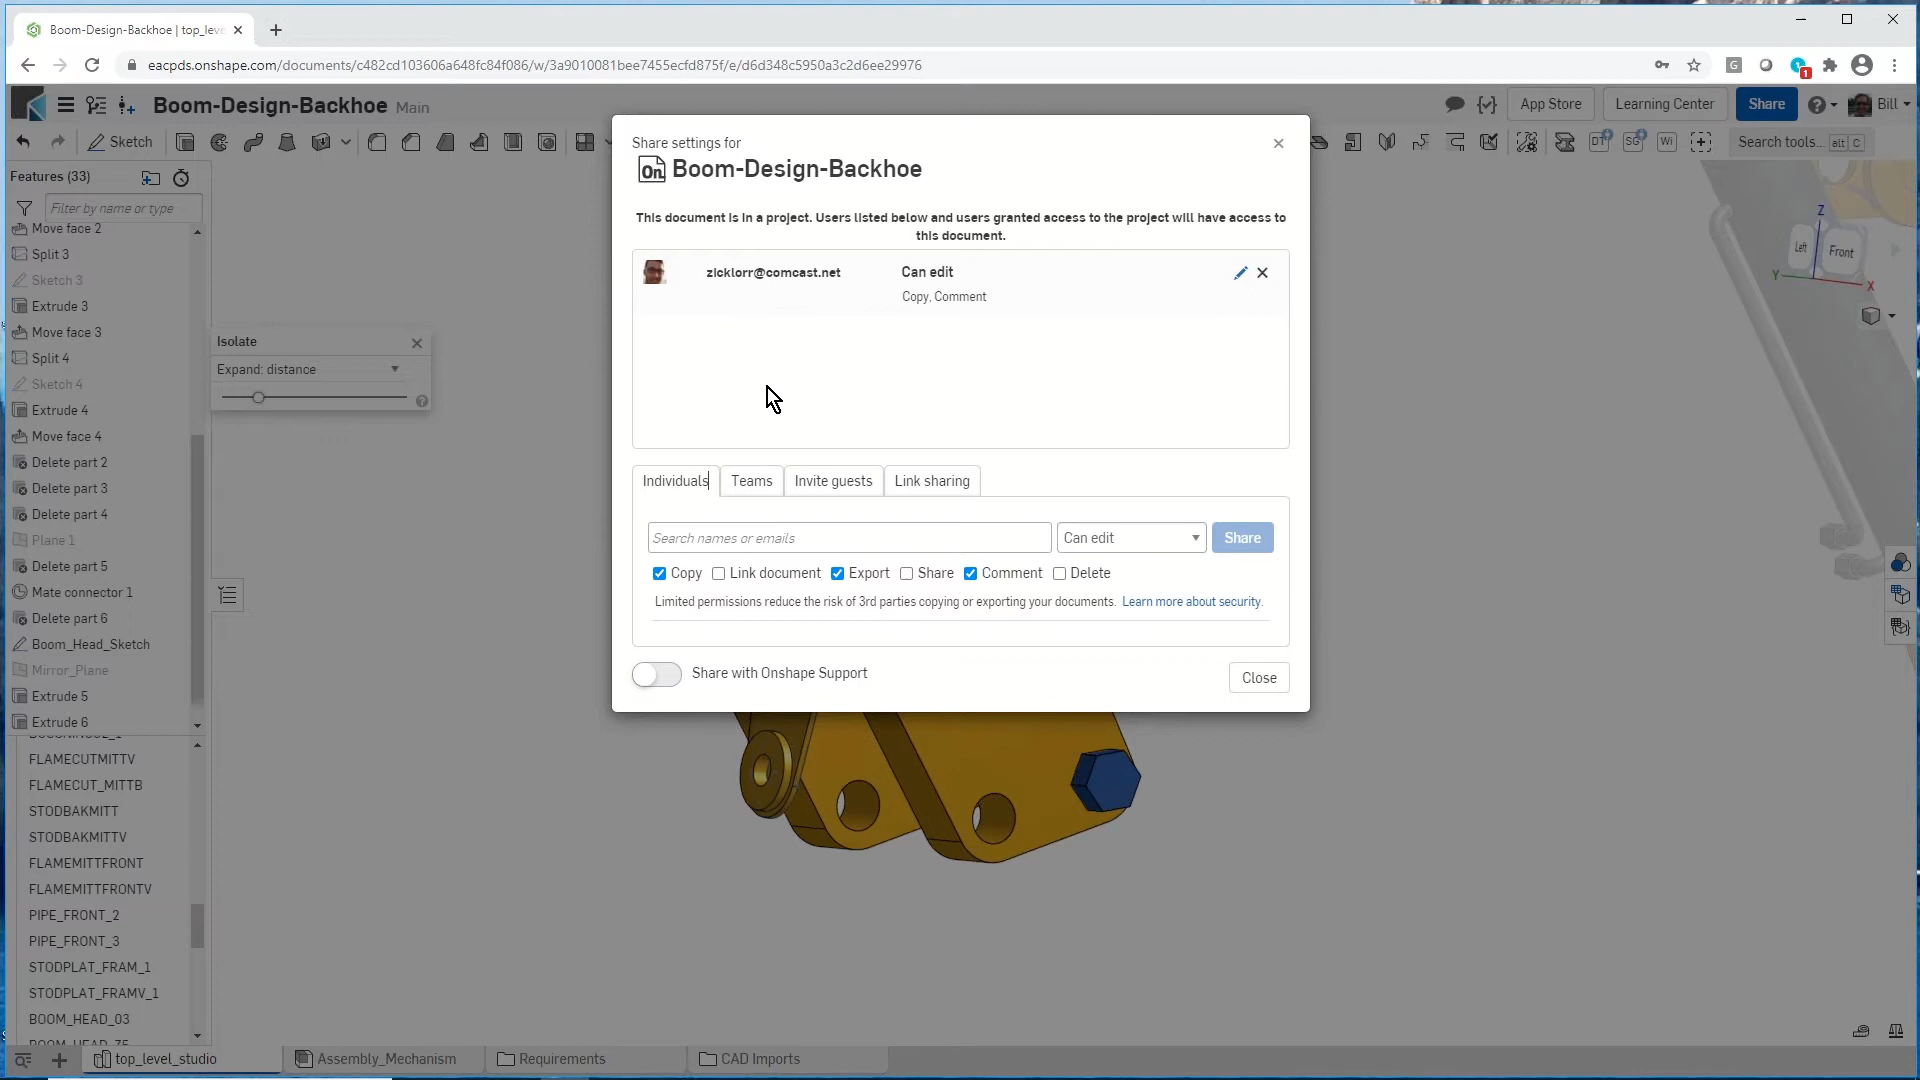 Boom-Design-Backhoe | top_leve
eacpds.onshape.com/documents/c482cd103606a648fc84f086/w/3a9010081bee7455ecfd875f/e/d6d348c5950a3c2d6ee29976
G
1
Boom-Design-Backhoe Main
App Store
Learning Center
Share
Bill
Sketch
Search tools... alt C
Features (33)
Filter by name or type
Move face 2
Split 3
Sketch 3
Extrude 3
Move face 3
Split 4
Sketch 4
Extrude 4
Move face 4
Delete part 2
Delete part 3
Delete part 4
Plane 1
Delete part 5
Mate connector 1
Delete part 6
Boom_Head_Sketch
Mirror_Plane
Extrude 5
Extrude 6
FLAMECUTMITTV
FLAMECUT_MITTB
STODBAKMITT
STODBAKMITTV
FLAMEMITTFRONT
FLAMEMITTFRONTV
PIPE_FRONT_2
PIPE_FRONT_3
STODPLAT_FRAM_1
STODPLAT_FRAMV_1
BOOM_HEAD_03
Isolate
Expand: distance
Share settings for
On Boom-Design-Backhoe
This document is in a project. Users listed below and users granted access to the project will have access to
this document.
zlcklorr@comcast.net Can edit
Copy, Comment
Individuals
Teams
Invite guests
Link sharing
Search names or emails
Can edit
Share
Copy Link document Export Share Comment Delete
Limited permissions reduce the risk of 3rd parties copying or exporting your documents. Learn more about security.
Share with Onshape Support
Close
Z
Left
Front
Y
X
top_level_studio
Assembly_Mechanism
Requirements
CAD Imports